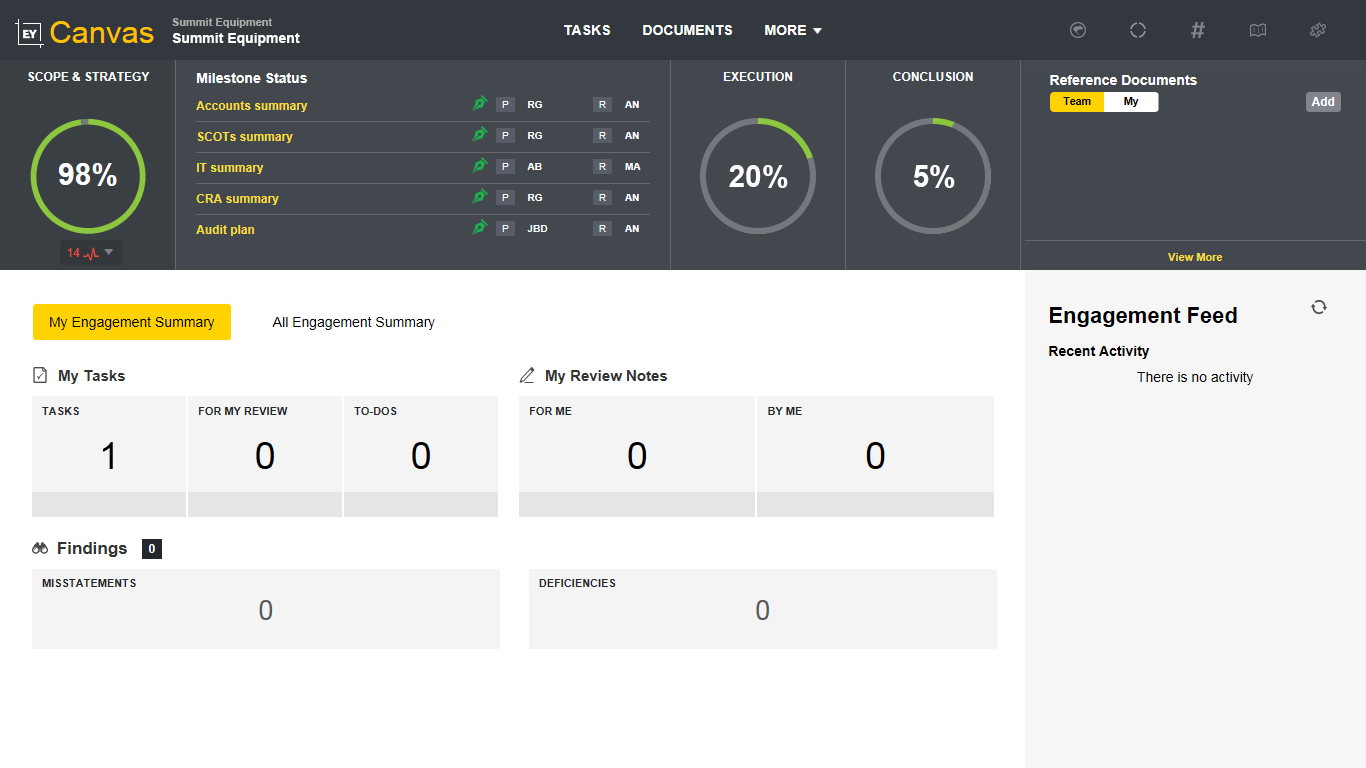 EY Canvas
Summit Equipment
Summit Equipment
TASKS
DOCUMENTS
MORE
SCOPE & STRATEGY
98%
14
Milestone Status
Accounts summary P RG R AN
SCOTs summary P RG R AN
IT summary P AB R MA
CRA summary P RG R AN
Audit plan P JBD R AN
EXECUTION
20%
CONCLUSION
5%
Reference Documents
Team My Add
View More
My Engagement Summary
All Engagement Summary
My Tasks
TASKS
1
FOR MY REVIEW
0
TO-DOS
0
My Review Notes
FOR ME
0
BY ME
0
Findings 0
MISSTATEMENTS
0
DEFICIENCIES
0
Engagement Feed
Recent Activity
There is no activity